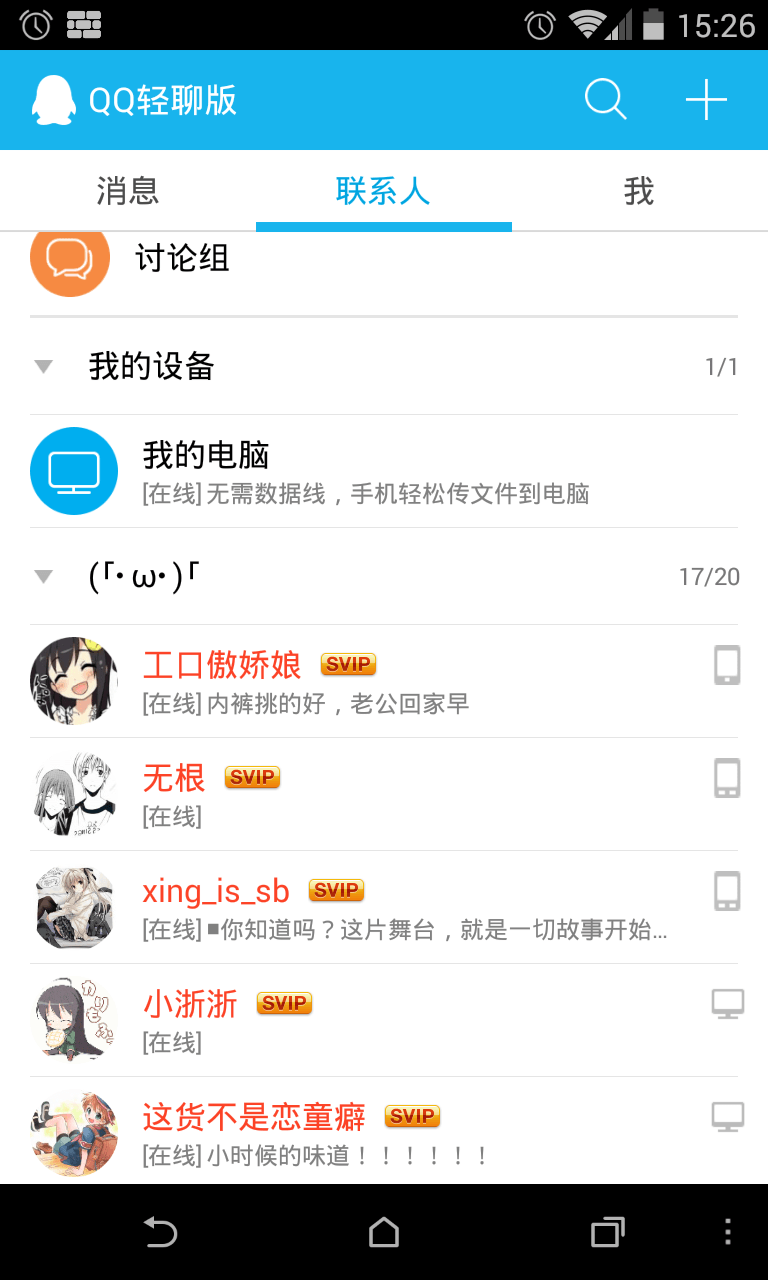 15:26
QQ轻聊版
消息 联系人 我
讨论组
我的设备 1/1
我的电脑
[在线] 无需数据线，手机轻松传文件到电脑
(「･ω･)「 17/20
工口傲娇娘 SVIP
[在线] 内裤挑的好，老公回家早
无根 SVIP
[在线]
xing_is_sb SVIP
[在线] ■你知道吗？这片舞台，就是一切故事开始...
小浙浙 SVIP
[在线]
这货不是恋童癖 SVIP
[在线] 小时候的味道！！！！！！